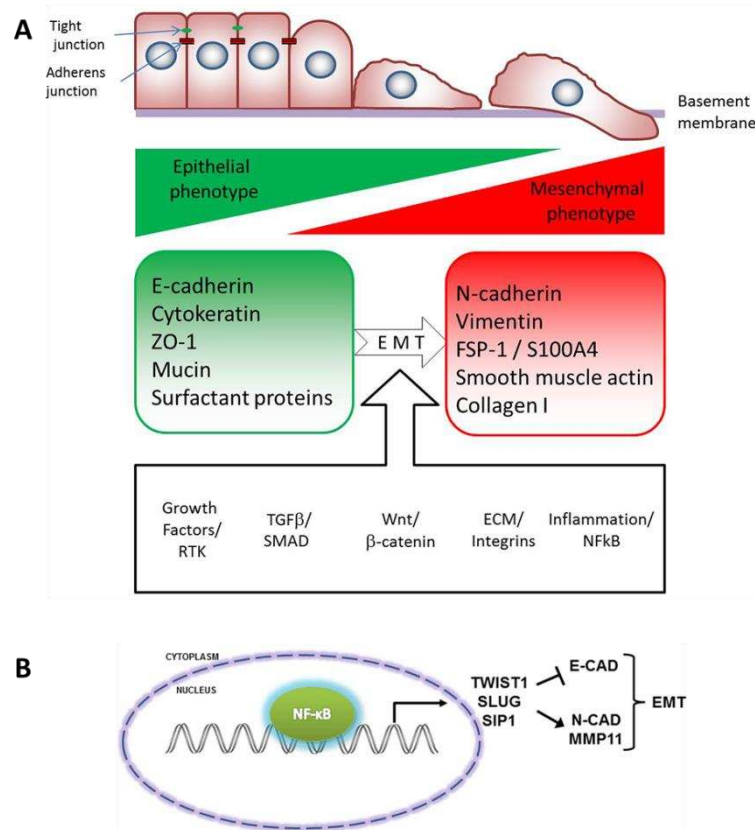 A
Tight
junction
Adherens
junction
Basement
membrane
Epithelial
phenotype
Mesenchymal
phenotype
E-cadherin
Cytokeratin
ZO-1
Mucin
Surfactant proteins
E M T
N-cadherin
Vimentin
FSP-1 / S100A4
Smooth muscle actin
Collagen I
Growth
Factors/
RTK
TGFβ/
SMAD
Wnt/
β-catenin
ECM/
Integrins
Inflammation/
NFkB
B
CYTOPLASM
NUCLEUS
NF-κB
TWIST1
SLUG
SIP1
E-CAD
N-CAD
MMP11
EMT